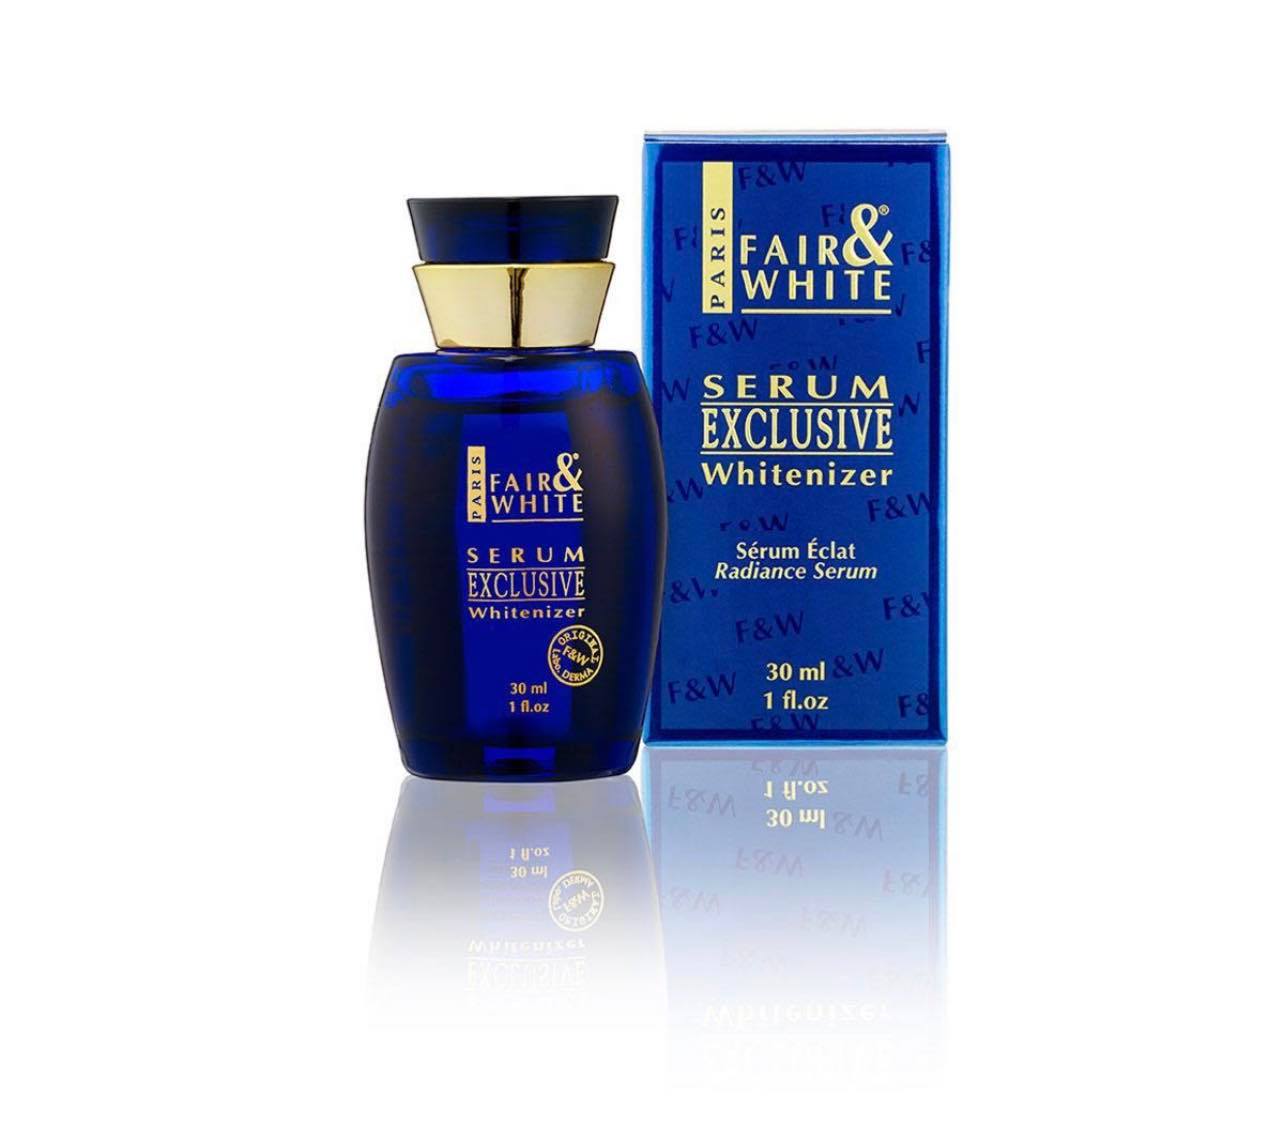 PARIS
FAIR &®
WHITE
SERUM
EXCLUSIVE
Whitenizer
ORIGINAL
F&W
Labo. DERMA
30 ml
1 fl.oz
PARIS
FAIR &®
WHITE
SERUM
EXCLUSIVE
Whitenizer
Sérum Éclat
Radiance Serum
30 ml
1 fl.oz
F&W
F&W
F&W
F&W
F&W